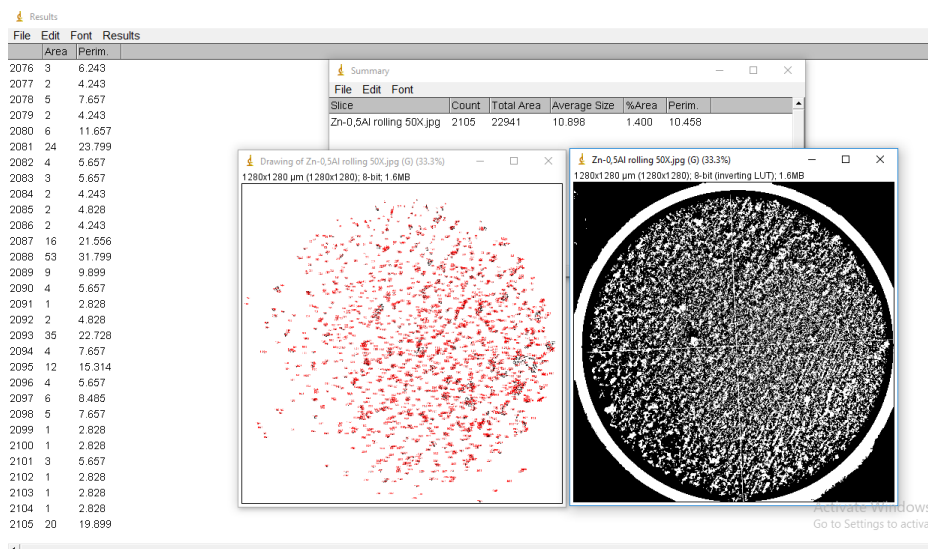 Results
File Edit Font Results
Area Perim.
2076 3 6.243
2077 2 4.243
2078 5 7.657
2079 2 4.243
2080 6 11.657
2081 24 23.799
2082 4 5.657
2083 3 5.657
2084 2 4.243
2085 2 4.828
2086 2 4.243
2087 16 21.556
2088 53 31.799
2089 9 9.899
2090 4 5.657
2091 1 2.828
2092 2 4.828
2093 35 22.728
2094 4 7.657
2095 12 15.314
2096 4 5.657
2097 6 8.485
2098 5 7.657
2099 1 2.828
2100 1 2.828
2101 3 5.657
2102 1 2.828
2103 1 2.828
2104 1 2.828
2105 20 19.899
Summary
File Edit Font
Slice Count Total Area Average Size %Area Perim.
Zn-0,5Al rolling 50X.jpg 2105 22941 10.898 1.400 10.458
Drawing of Zn-0,5Al rolling 50X.jpg (G) (33.3%)
1280x1280 µm (1280x1280); 8-bit; 1.6MB
Zn-0,5Al rolling 50X.jpg (G) (33.3%)
1280x1280 µm (1280x1280); 8-bit (inverting LUT); 1.6MB
Activate Windows
Go to Settings to activa